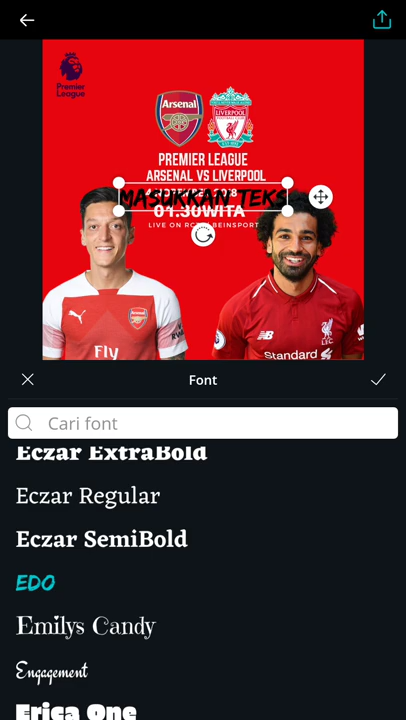 Premier
League
Arsenal
LIVERPOOL
PREMIER LEAGUE
ARSENAL VS LIVERPOOL
MASUKKAN TEKS
01.30WITA
LIVE ON
BEINSPORT
Fly
Standard
Font
Cari font
Eczar ExtraBold
Eczar Regular
Eczar SemiBold
EDO
Emilys Candy
Engagement
Erica One